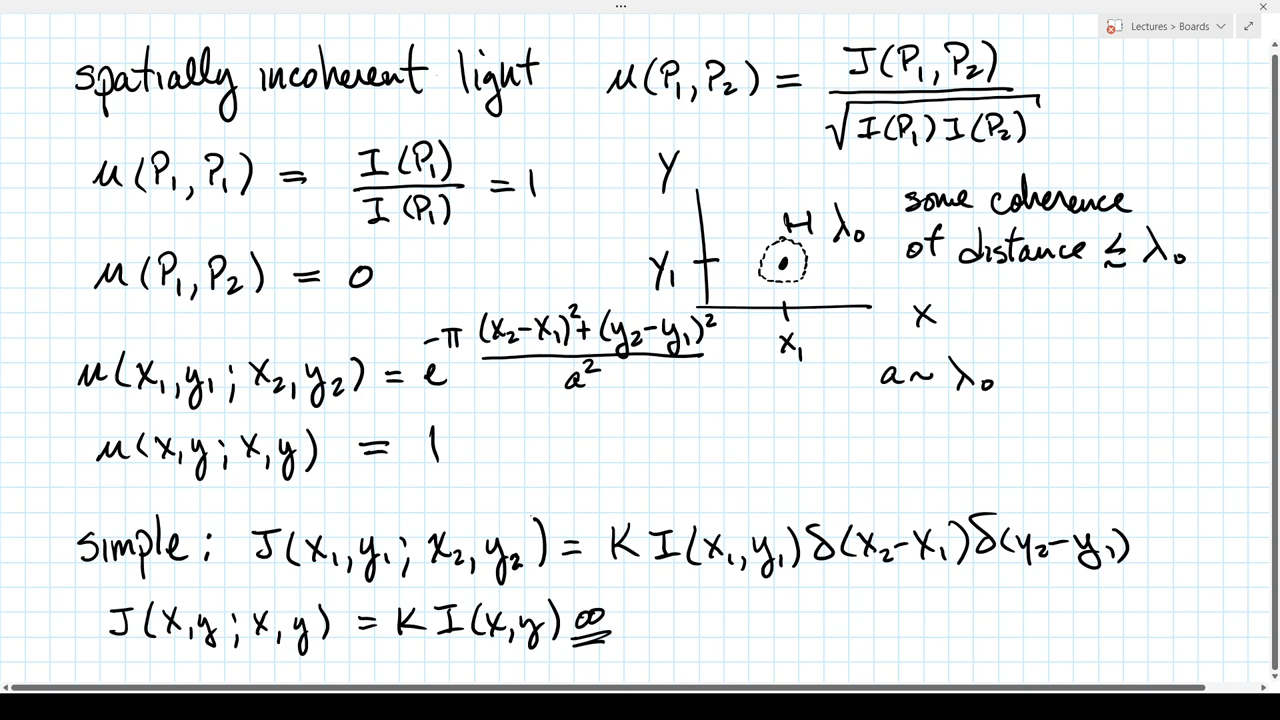 ...
Lectures > Boards
spatially incoherent light μ(P₁, P₂) = J(P₁, P₂) / √(I(P₁) I(P₂))
μ(P₁, P₁) = I(P₁) / I(P₁) = 1
y
some coherence
λ₀
of distance ≲ λ₀
y₁
μ(P₁, P₂) = 0
x
x₁
μ(x₁, y₁; x₂, y₂) = e^(-π ((x₂-x₁)² + (y₂-y₁)²) / a²)
a ~ λ₀
μ(x, y; x, y) = 1
simple: J(x₁, y₁; x₂, y₂) = K I(x₁, y₁) δ(x₂-x₁) δ(y₂-y₁)
J(x, y; x, y) = K I(x, y) ∞